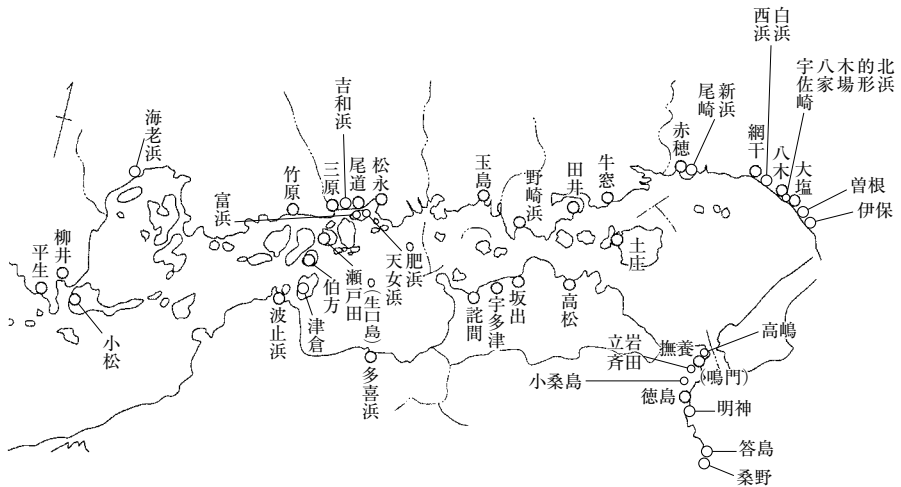 白浜
西浜
北浜
的形
木場
八家
宇佐崎
新浜
尾崎
吉和浜
海老浜
赤穂
網干
八木
大塩
曽根
伊保
牛窓
田井
野崎浜
玉島
松永
尾道
三原
竹原
富浜
柳井
平生
小松
土庄
肥浜
天女浜
瀬戸田
(生口島)
伯方
津倉
波止浜
多喜浜
詫間
宇多津
坂出
高松
高嶋
撫養
立岩
斉田
(鳴門)
小桑島
徳島
明神
答島
桑野